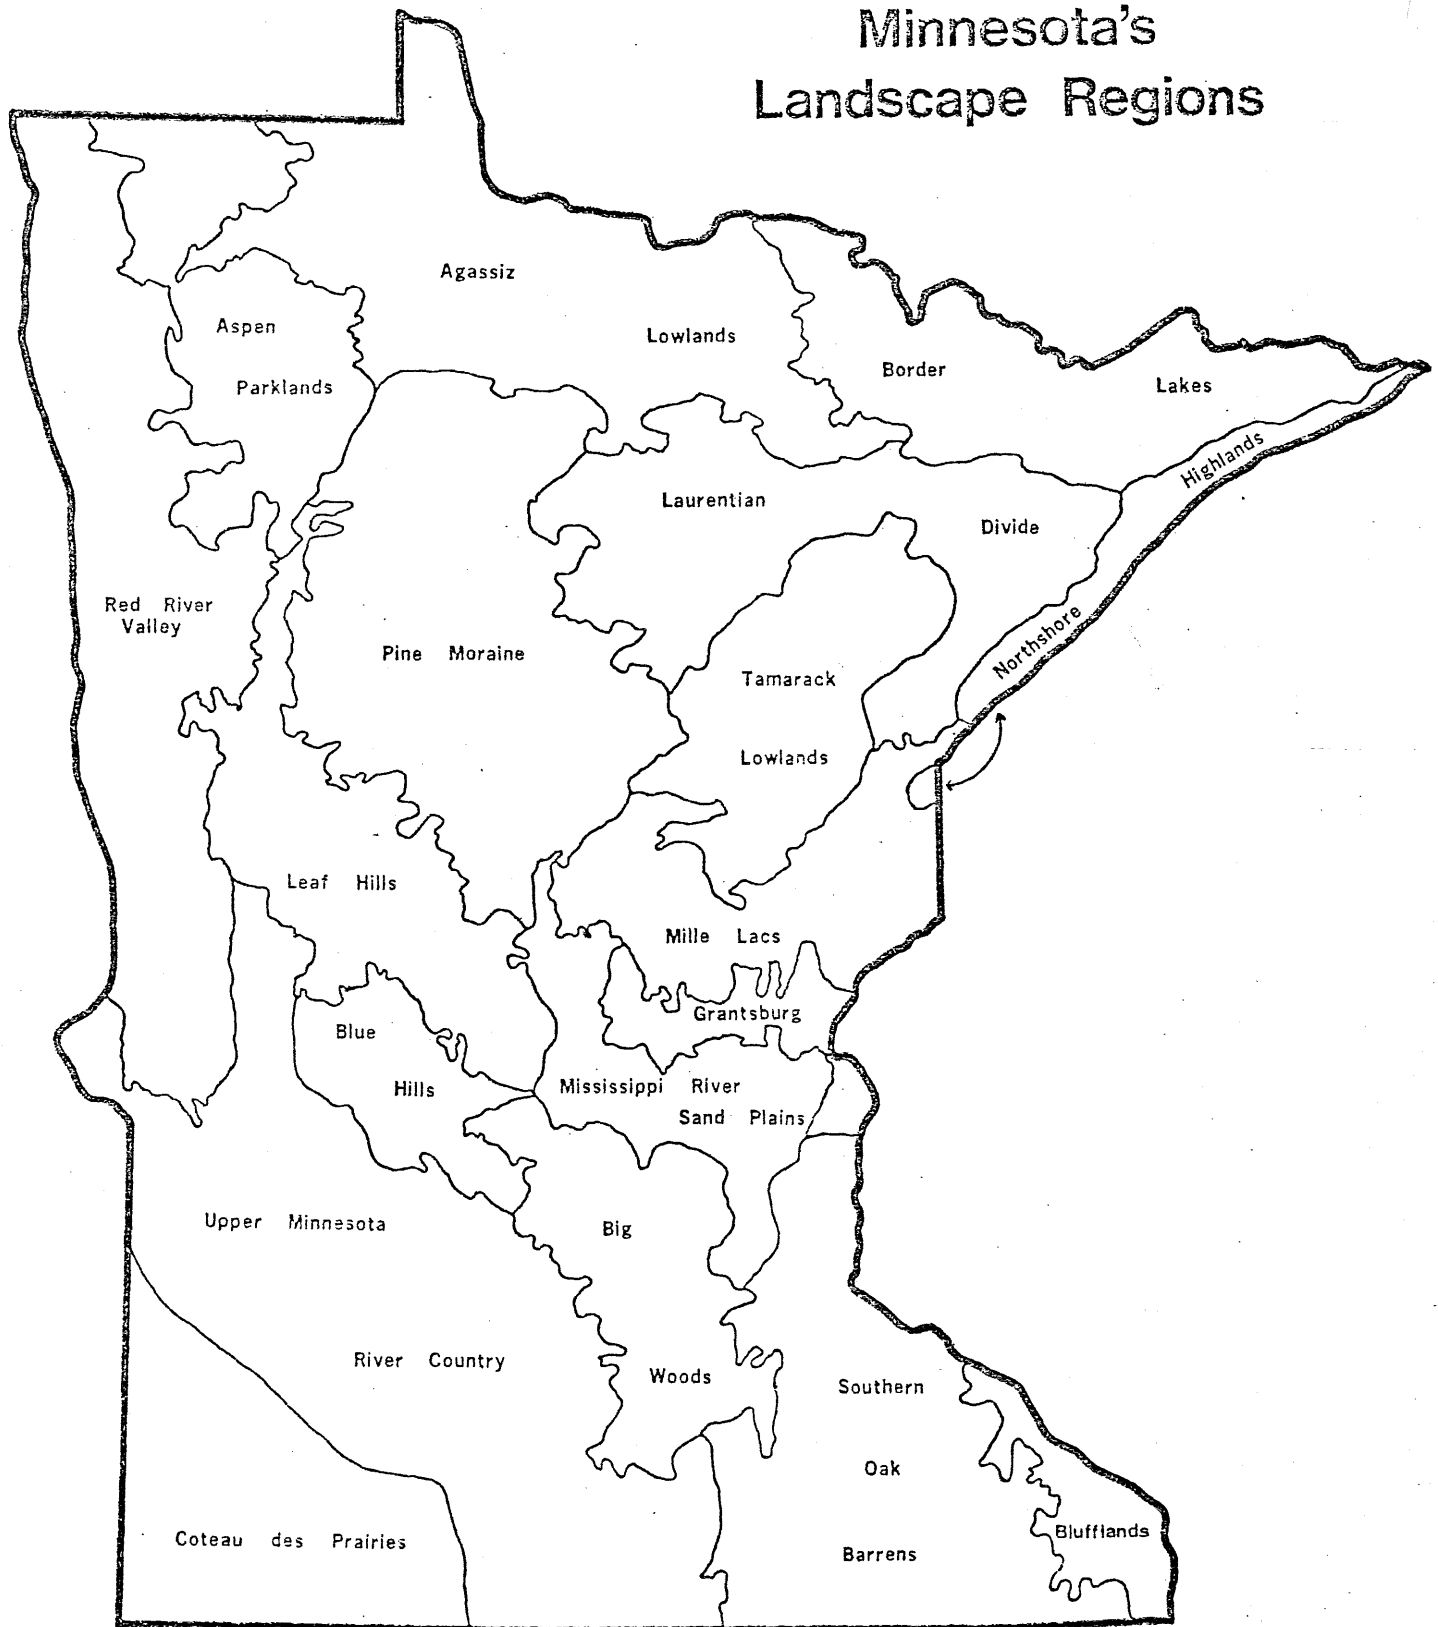 Minnesota's
Landscape Regions
Agassiz
Lowlands
Aspen
Parklands
Border
Lakes
Highlands
Northshore
Laurentian
Divide
Red River
Valley
Pine Moraine
Tamarack
Lowlands
Leaf Hills
Mille Lacs
Grantsburg
Blue
Hills
Mississippi River
Sand Plains
Upper Minnesota
River Country
Big
Woods
Southern
Oak
Barrens
Blufflands
Coteau des Prairies